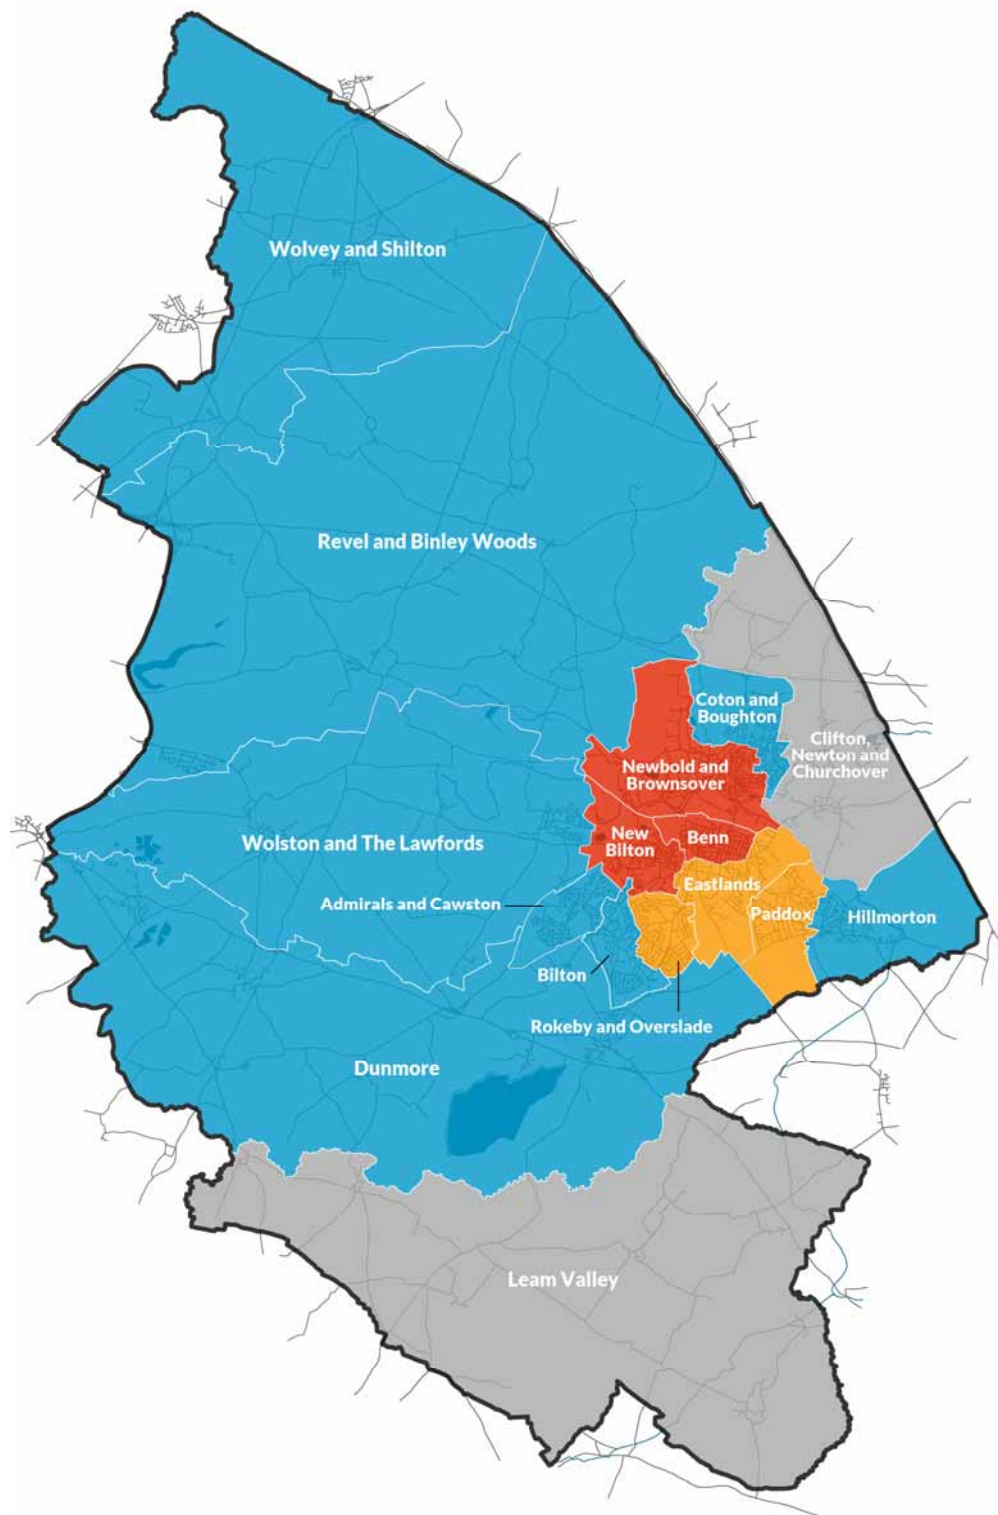 Wolvey and Shilton
Revel and Binley Woods
Coton and
Boughton
Clifton,
Newton and
Churchover
Newbold and
Brownsover
New
Bilton
Benn
Wolston and The Lawfords
Eastlands
Admirals and Cawston
Paddox
Hillmorton
Bilton
Rokeby and Overslade
Dunmore
Leam Valley